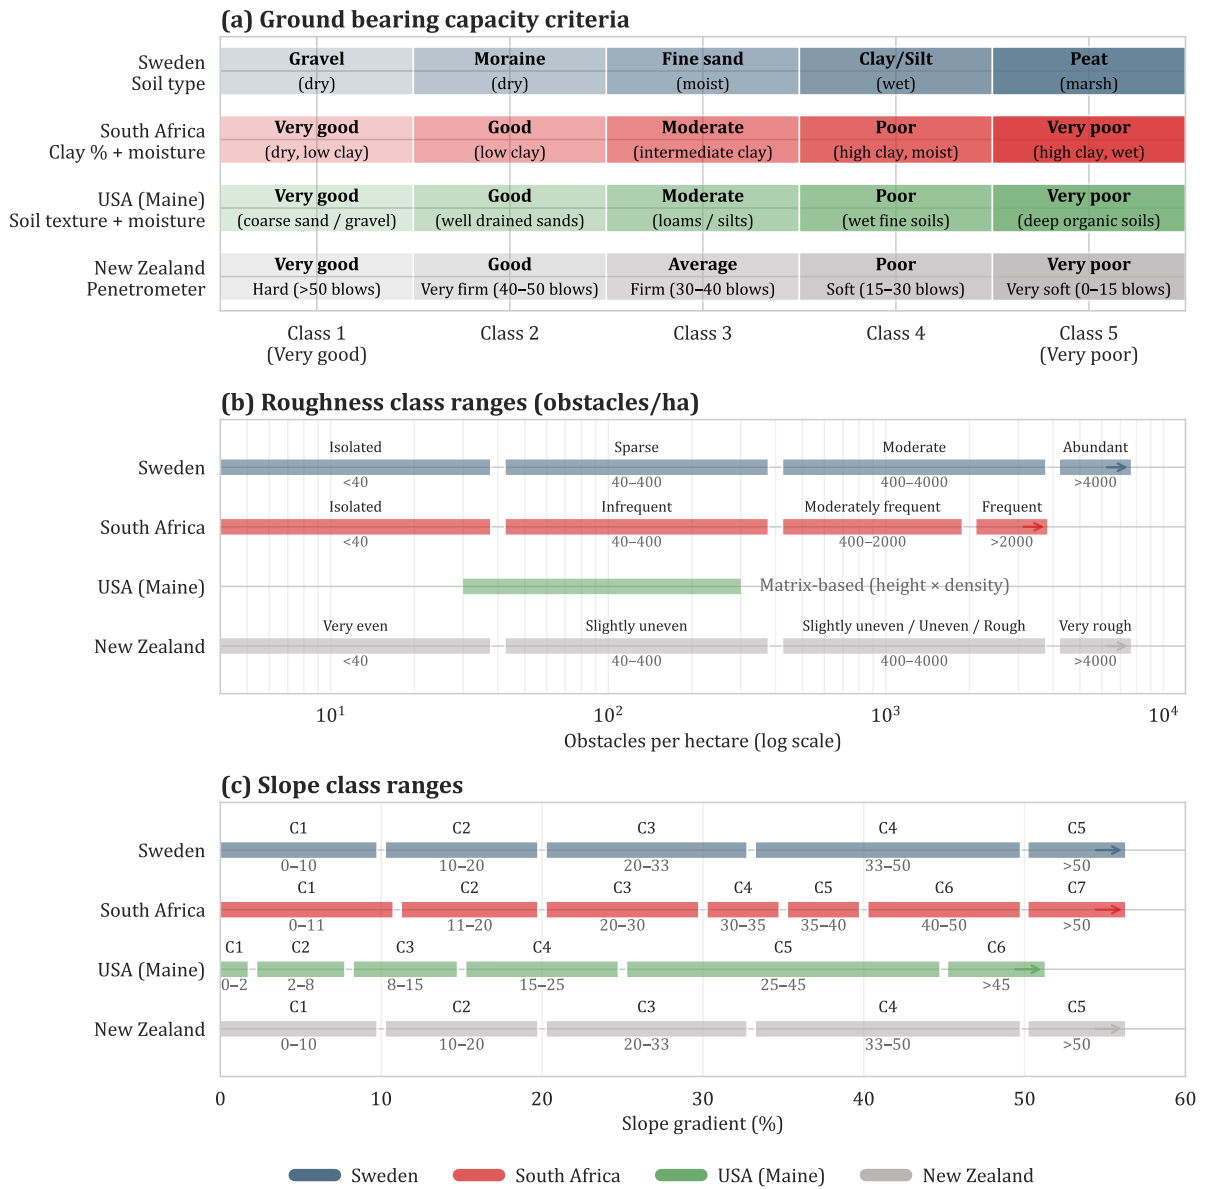 (a) Ground bearing capacity criteria
Sweden
Soil type
Gravel
(dry)
Moraine
(dry)
Fine sand
(moist)
Clay/Silt
(wet)
Peat
(marsh)
South Africa
Clay % + moisture
Very good
(dry, low clay)
Good
(low clay)
Moderate
(intermediate clay)
Poor
(high clay, moist)
Very poor
(high clay, wet)
USA (Maine)
Soil texture + moisture
Very good
(coarse sand / gravel)
Good
(well drained sands)
Moderate
(loams / silts)
Poor
(wet fine soils)
Very poor
(deep organic soils)
New Zealand
Penetrometer
Very good
Hard (>50 blows)
Good
Very firm (40–50 blows)
Average
Firm (30–40 blows)
Poor
Soft (15–30 blows)
Very poor
Very soft (0–15 blows)
Class 1
(Very good)
Class 2
Class 3
Class 4
Class 5
(Very poor)
(b) Roughness class ranges (obstacles/ha)
Sweden
Isolated
<40
Sparse
40–400
Moderate
400–4000
Abundant
>4000
South Africa
Isolated
<40
Infrequent
40–400
Moderately frequent
400–2000
Frequent
>2000
USA (Maine)
Matrix-based (height × density)
New Zealand
Very even
<40
Slightly uneven
40–400
Slightly uneven / Uneven / Rough
400–4000
Very rough
>4000
10¹ 10² 10³ 10⁴
Obstacles per hectare (log scale)
(c) Slope class ranges
Sweden
C1 C2 C3 C4 C5
0–10 10–20 20–33 33–50 >50
South Africa
C1 C2 C3 C4 C5 C6 C7
0–11 11–20 20–30 30–35 35–40 40–50 >50
USA (Maine)
C1 C2 C3 C4 C5 C6
0–2 2–8 8–15 15–25 25–45 >45
New Zealand
C1 C2 C3 C4 C5
0–10 10–20 20–33 33–50 >50
0 10 20 30 40 50 60
Slope gradient (%)
Sweden South Africa USA (Maine) New Zealand